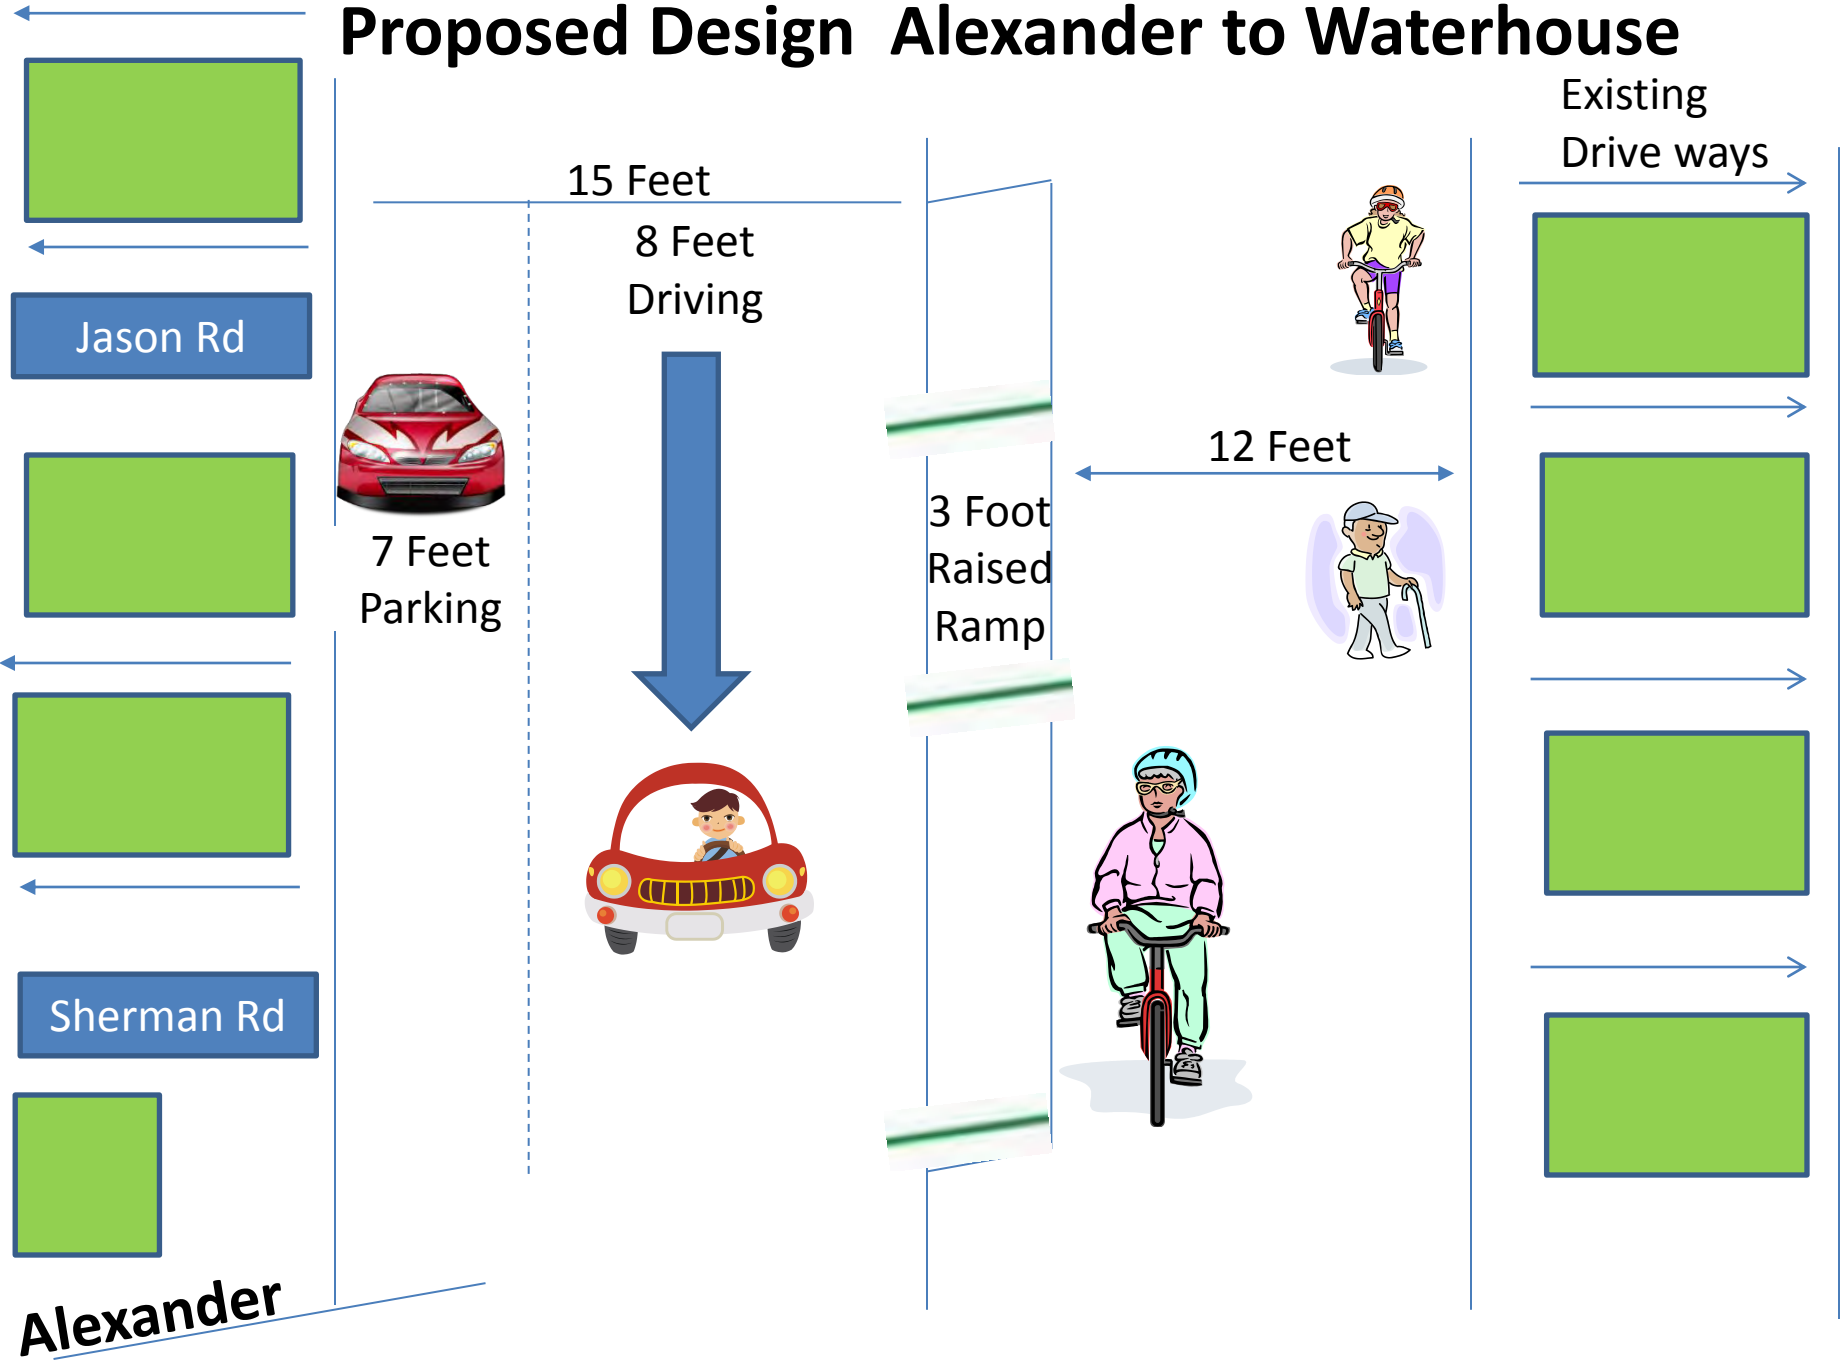 Proposed Design Alexander to Waterhouse
Existing
Drive ways
15 Feet
8 Feet
Driving
Jason Rd
12 Feet
3 Foot
Raised
Ramp
7 Feet
Parking
Sherman Rd
Alexander